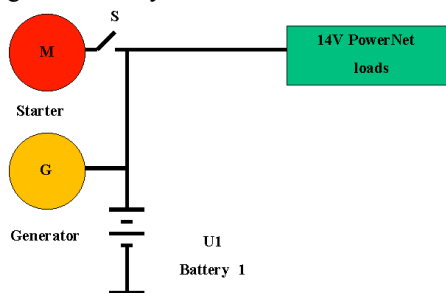 S
M
14V PowerNet
loads
Starter
G
Generator
U1
Battery 1